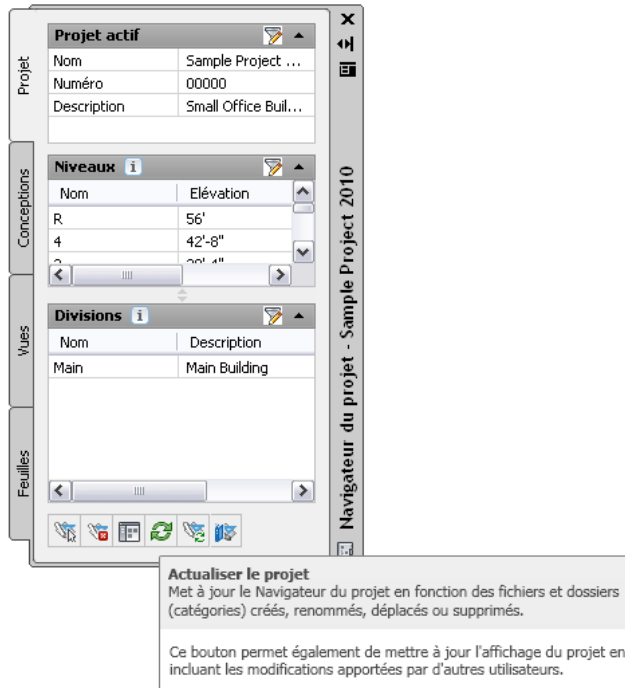 Projet
Conceptions
Vues
Feuilles
Projet actif
Nom Sample Project ...
Numéro 00000
Description Small Office Buil...
Niveaux
Nom Elévation
R 56'
4 42'-8"
Divisions
Nom Description
Main Main Building
Navigateur du projet - Sample Project 2010
Actualiser le projet
Met à jour le Navigateur du projet en fonction des fichiers et dossiers
(catégories) créés, renommés, déplacés ou supprimés.
Ce bouton permet également de mettre à jour l'affichage du projet en
incluant les modifications apportées par d'autres utilisateurs.